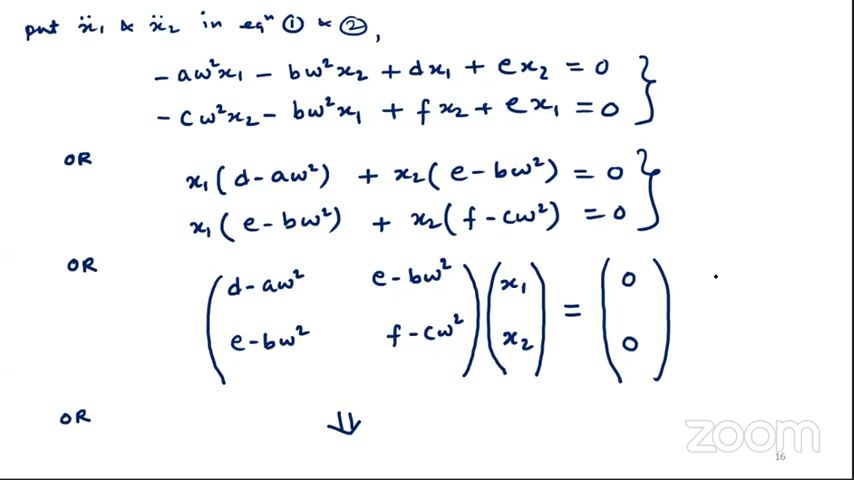 put ẍ₁ & ẍ₂ in eqⁿ ① & ②,
- aω²x₁ - bω²x₂ + dx₁ + ex₂ = 0
- cω²x₂ - bω²x₁ + fx₂ + ex₁ = 0
OR
x₁(d-aω²) + x₂(e-bω²) = 0
x₁(e-bω²) + x₂(f-cω²) = 0
OR
(d-aω² e-bω²) (x₁) = (0)
(e-bω² f-cω²) (x₂) (0)
OR ⇓
zoom
16